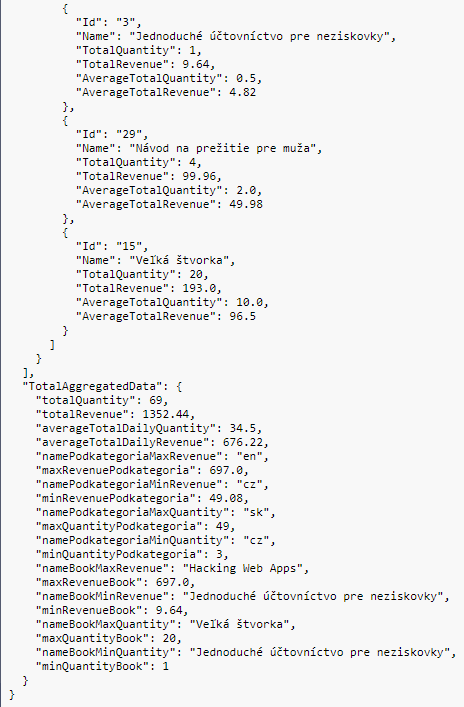 {
"Id": "3",
"Name": "Jednoduché účtovníctvo pre neziskovky",
"TotalQuantity": 1,
"TotalRevenue": 9.64,
"AverageTotalQuantity": 0.5,
"AverageTotalRevenue": 4.82
},
{
"Id": "29",
"Name": "Návod na prežitie pre muža",
"TotalQuantity": 4,
"TotalRevenue": 99.96,
"AverageTotalQuantity": 2.0,
"AverageTotalRevenue": 49.98
},
{
"Id": "15",
"Name": "Veľká štvorka",
"TotalQuantity": 20,
"TotalRevenue": 193.0,
"AverageTotalQuantity": 10.0,
"AverageTotalRevenue": 96.5
}
]
}
],
"TotalAggregatedData": {
"totalQuantity": 69,
"totalRevenue": 1352.44,
"averageTotalDailyQuantity": 34.5,
"averageTotalDailyRevenue": 676.22,
"namePodkategoriaMaxRevenue": "en",
"maxRevenuePodkategoria": 697.0,
"namePodkategoriaMinRevenue": "cz",
"minRevenuePodkategoria": 49.08,
"namePodkategoriaMaxQuantity": "sk",
"maxQuantityPodkategoria": 49,
"namePodkategoriaMinQuantity": "cz",
"minQuantityPodkategoria": 3,
"nameBookMaxRevenue": "Hacking Web Apps",
"maxRevenueBook": 697.0,
"nameBookMinRevenue": "Jednoduché účtovníctvo pre neziskovky",
"minRevenueBook": 9.64,
"nameBookMaxQuantity": "Veľká štvorka",
"maxQuantityBook": 20,
"nameBookMinQuantity": "Jednoduché účtovníctvo pre neziskovky",
"minQuantityBook": 1
}
}